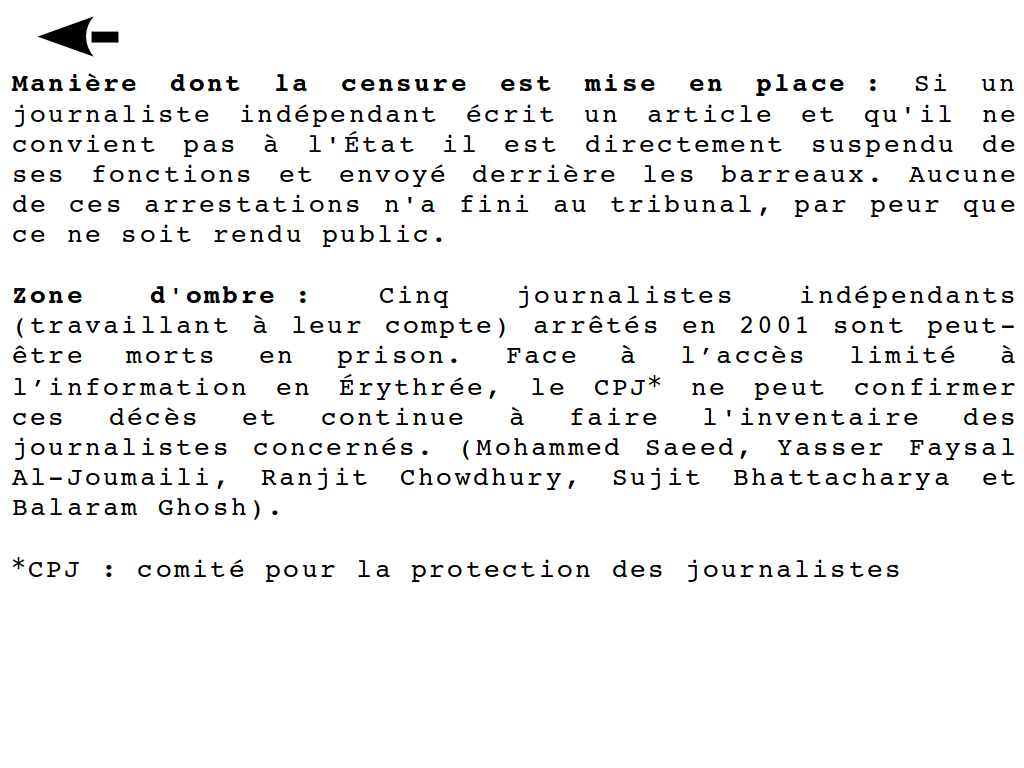 Manière dont la censure est mise en place : Si un
journaliste indépendant écrit un article et qu'il ne
convient pas à l'État il est directement suspendu de
ses fonctions et envoyé derrière les barreaux. Aucune
de ces arrestations n'a fini au tribunal, par peur que
ce ne soit rendu public.
Zone d'ombre : Cinq journalistes indépendants
(travaillant à leur compte) arrêtés en 2001 sont peut-
être morts en prison. Face à l’accès limité à
l’information en Érythrée, le CPJ* ne peut confirmer
ces décès et continue à faire l'inventaire des
journalistes concernés. (Mohammed Saeed, Yasser Faysal
Al-Joumaili, Ranjit Chowdhury, Sujit Bhattacharya et
Balaram Ghosh).
*CPJ : comité pour la protection des journalistes